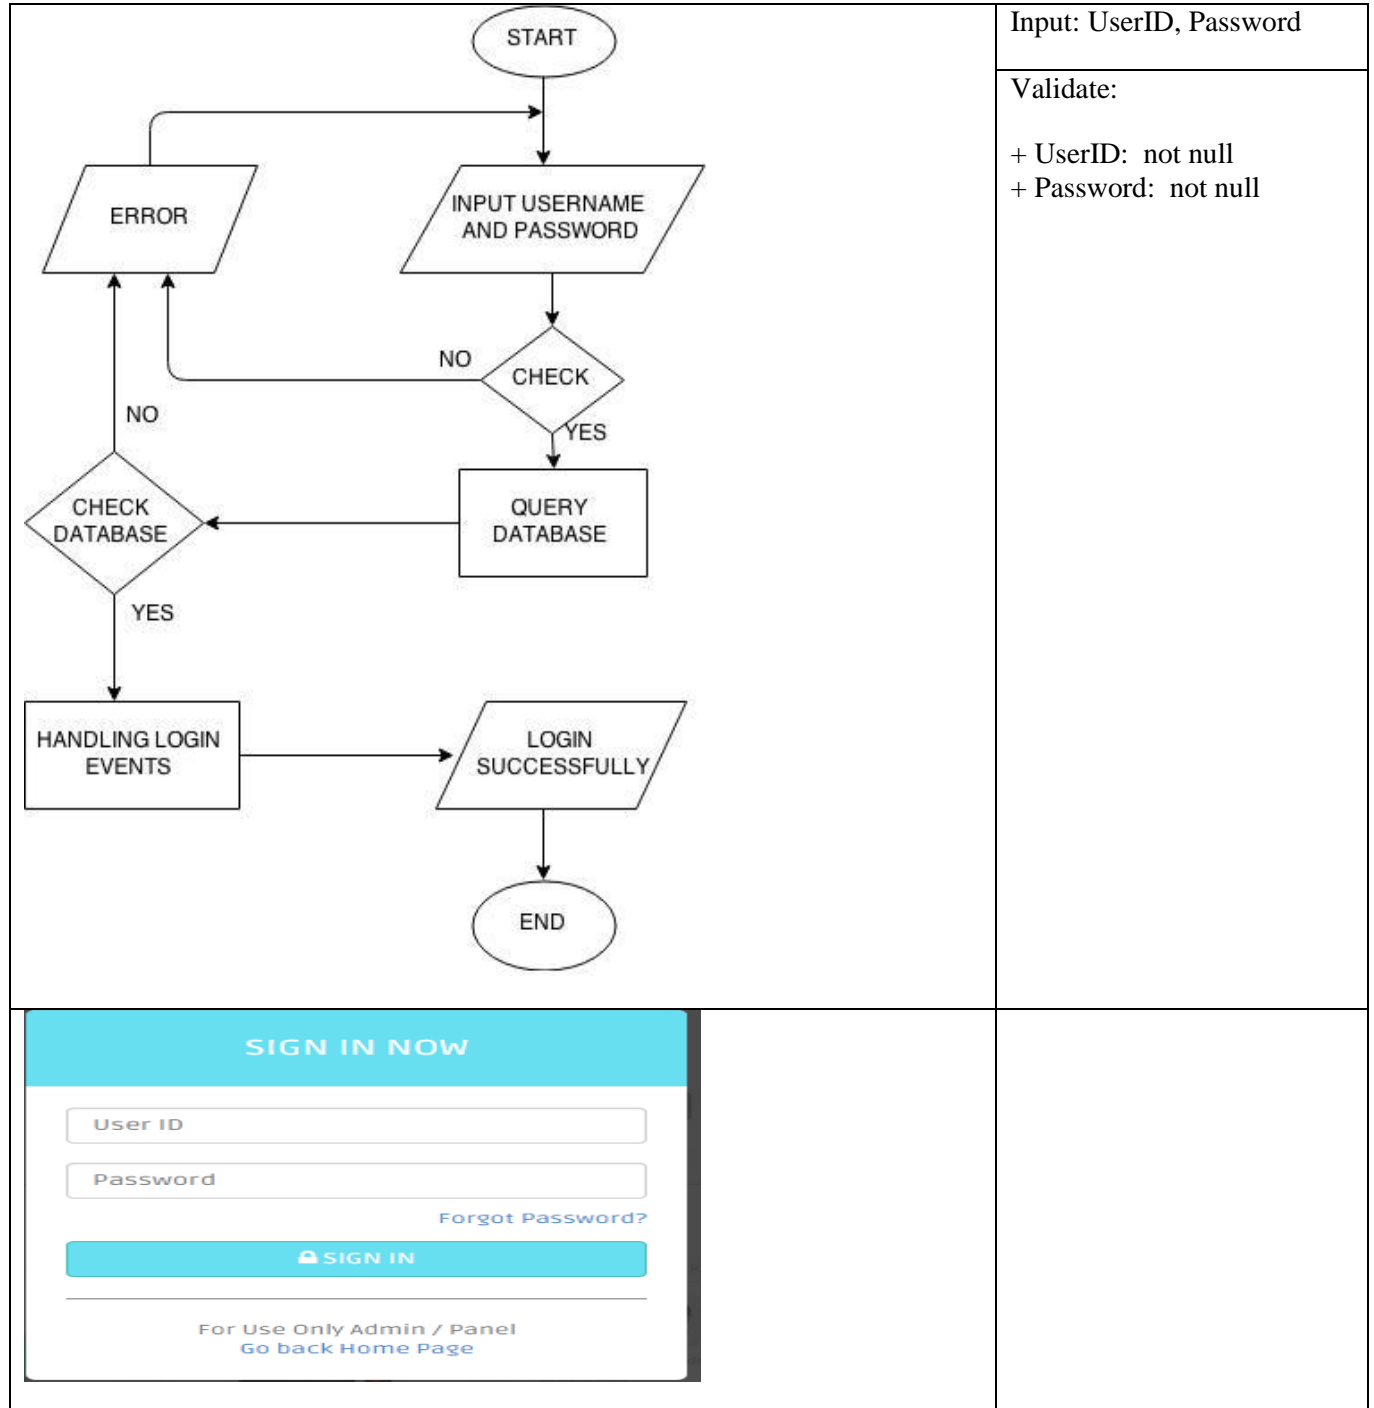 START
ERROR
INPUT USERNAME
AND PASSWORD
NO
CHECK
YES
NO
CHECK
DATABASE
QUERY
DATABASE
YES
HANDLING LOGIN
EVENTS
LOGIN
SUCCESSFULLY
END
Input: UserID, Password
Validate:
+ UserID: not null
+ Password: not null
SIGN IN NOW
User ID
Password
Forgot Password?
SIGN IN
For Use Only Admin / Panel
Go back Home Page